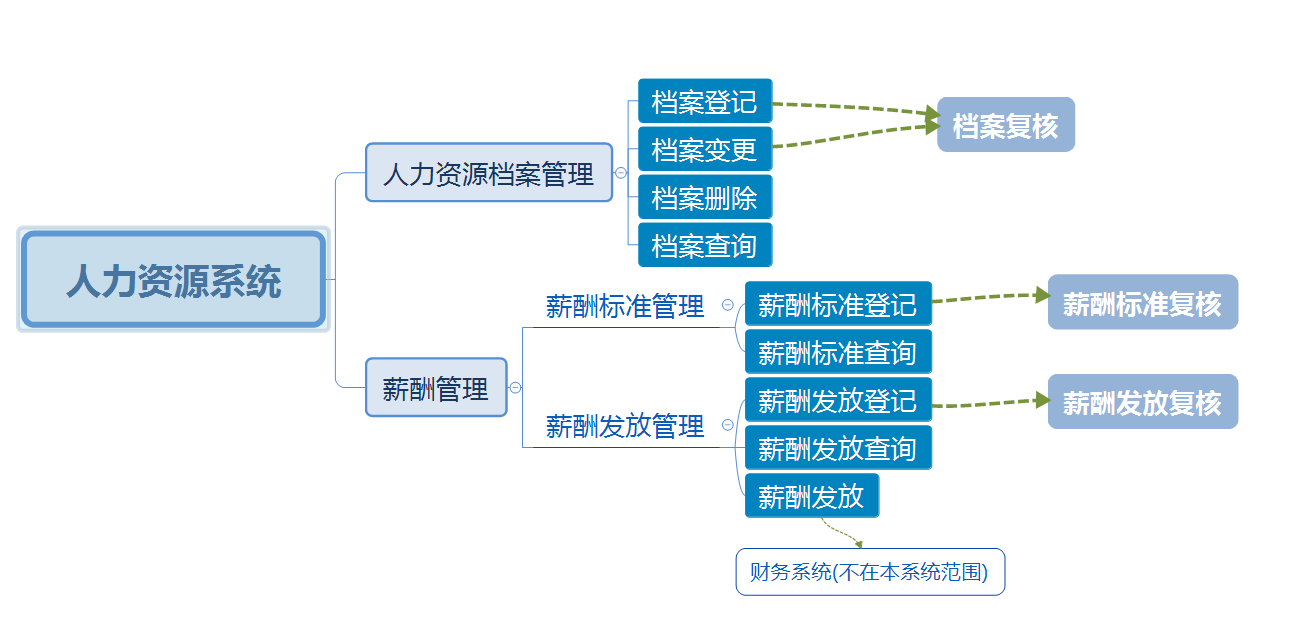 人力资源系统
人力资源档案管理
档案登记
档案变更
档案删除
档案查询
档案复核
薪酬管理
薪酬标准管理
薪酬标准登记
薪酬标准查询
薪酬标准复核
薪酬发放管理
薪酬发放登记
薪酬发放查询
薪酬发放
薪酬发放复核
财务系统(不在本系统范围)